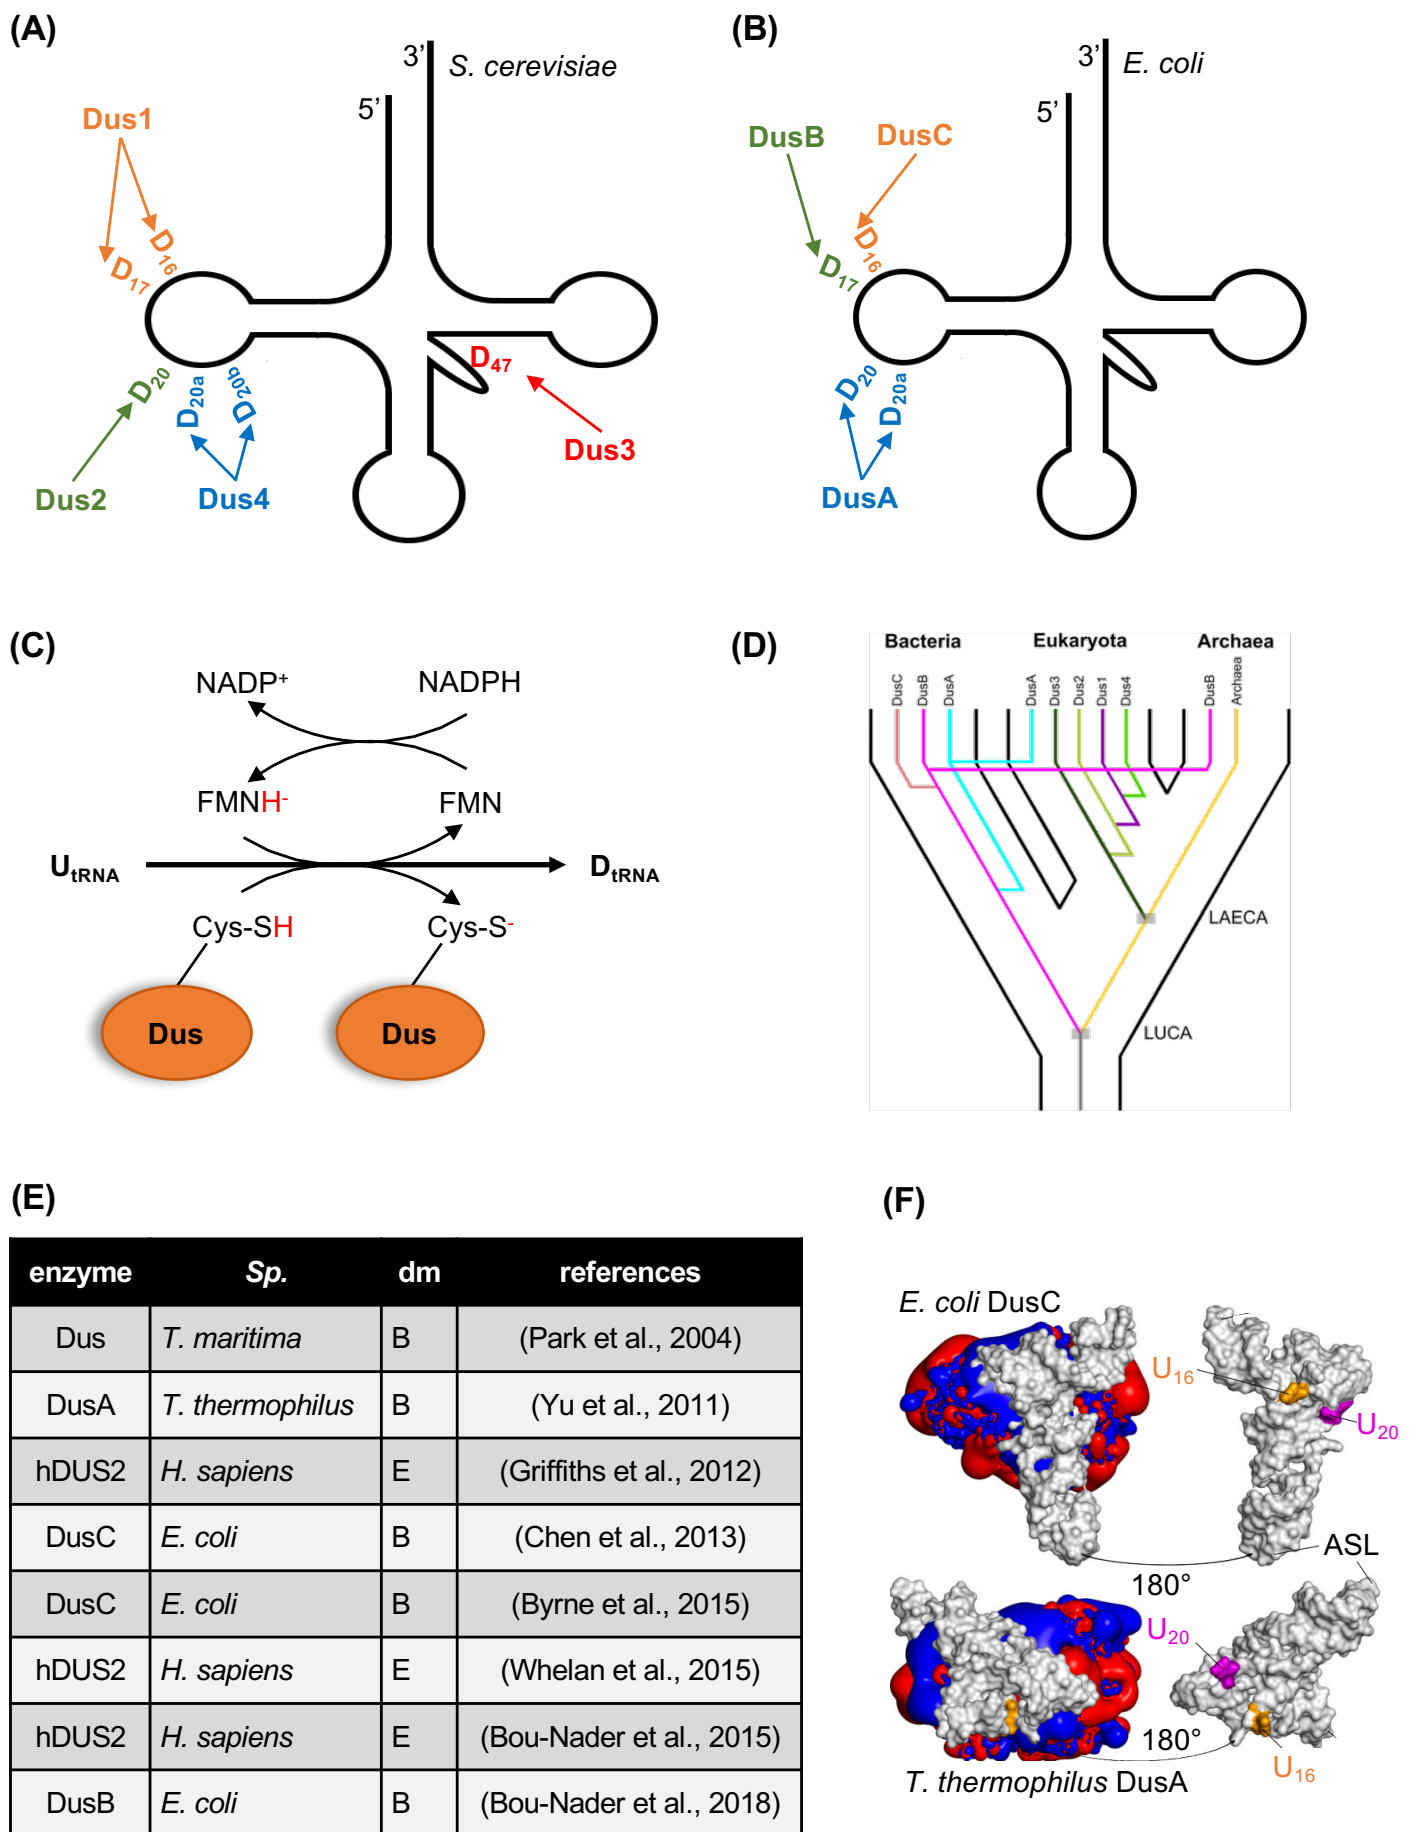 (A)
3’
S. cerevisiae
5’
Dus1
D16
D17
D20
D20a
D20b
D47
Dus2
Dus4
Dus3
(B)
3’
E. coli
5’
DusB
DusC
D16
D17
D20
D20a
DusA
(C)
NADP+
NADPH
FMNH-
FMN
UtRNA
DtRNA
Cys-SH
Cys-S-
Dus
Dus
(D)
Bacteria
Eukaryota
Archaea
DusC
DusB
DusA
DusA
Dus3
Dus2
Dus1
Dus4
DusB
Archaea
LAECA
LUCA
(E)
enzyme Sp. dm references
Dus T. maritima B (Park et al., 2004)
DusA T. thermophilus B (Yu et al., 2011)
hDUS2 H. sapiens E (Griffiths et al., 2012)
DusC E. coli B (Chen et al., 2013)
DusC E. coli B (Byrne et al., 2015)
hDUS2 H. sapiens E (Whelan et al., 2015)
hDUS2 H. sapiens E (Bou-Nader et al., 2015)
DusB E. coli B (Bou-Nader et al., 2018)
(F)
E. coli DusC
U16
U20
ASL
180°
U20
180°
U16
T. thermophilus DusA